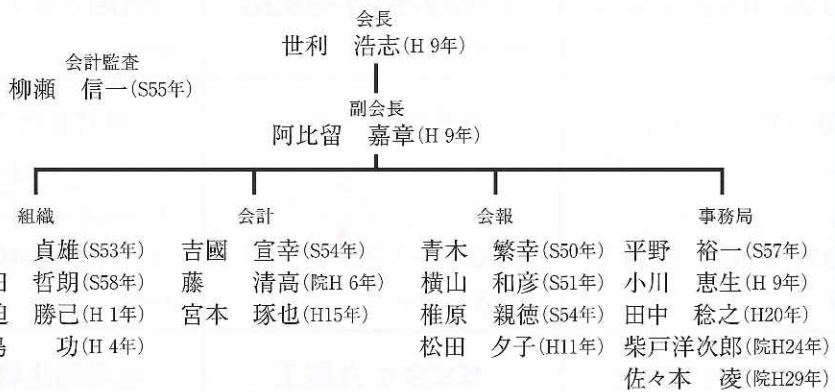 会長
世利 浩志(H 9年)
会計監査
柳瀬 信一(S55年)
副会長
阿比留 嘉章(H 9年)
組織 会計 会報 事務局
貞雄(S53年) 吉國 宣幸(S54年) 青木 繁幸(S50年) 平野 裕一(S57年)
哲朗(S58年) 藤 清高(院H 6年) 横山 和彦(S51年) 小川 恵生(H 9年)
勝己(H 1年) 宮本 琢也(H15年) 椎原 親徳(S54年) 田中 稔之(H20年)
功(H 4年) 松田 夕子(H11年) 柴戸洋次郎(院H24年)
佐々木 凌(院H29年)